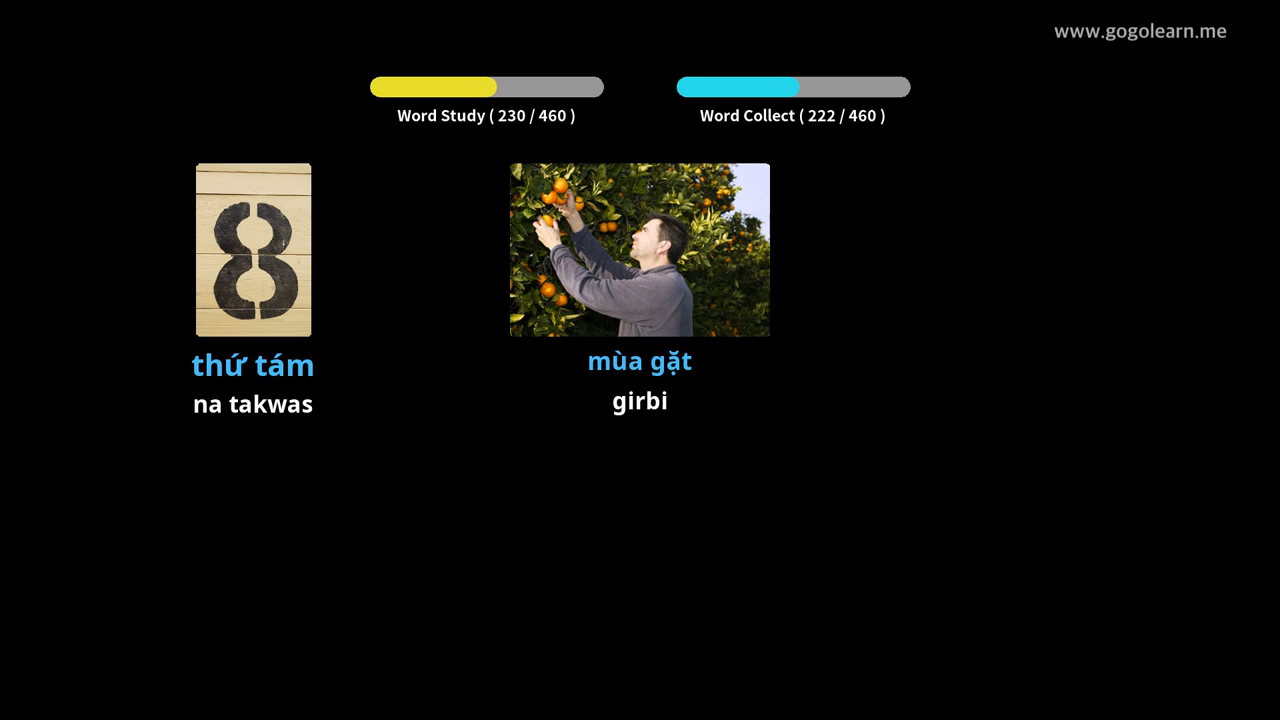 www.gogolearn.me
Word Study ( 230 / 460 )
Word Collect ( 222 / 460 )
8
thứ tám
na takwas
mùa gặt
girbi